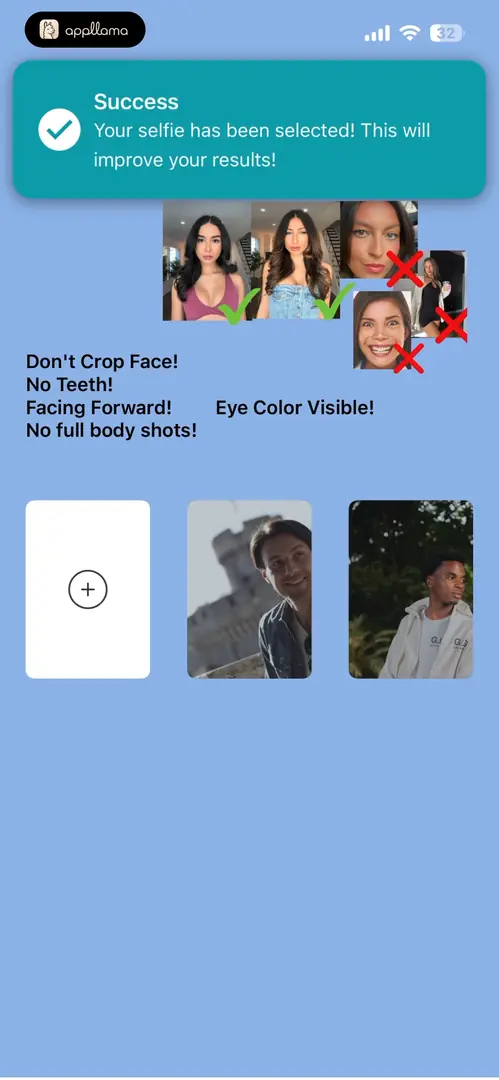 appllama
32
Success
Your selfie has been selected! This will
improve your results!
Don't Crop Face!
No Teeth!
Facing Forward! Eye Color Visible!
No full body shots!